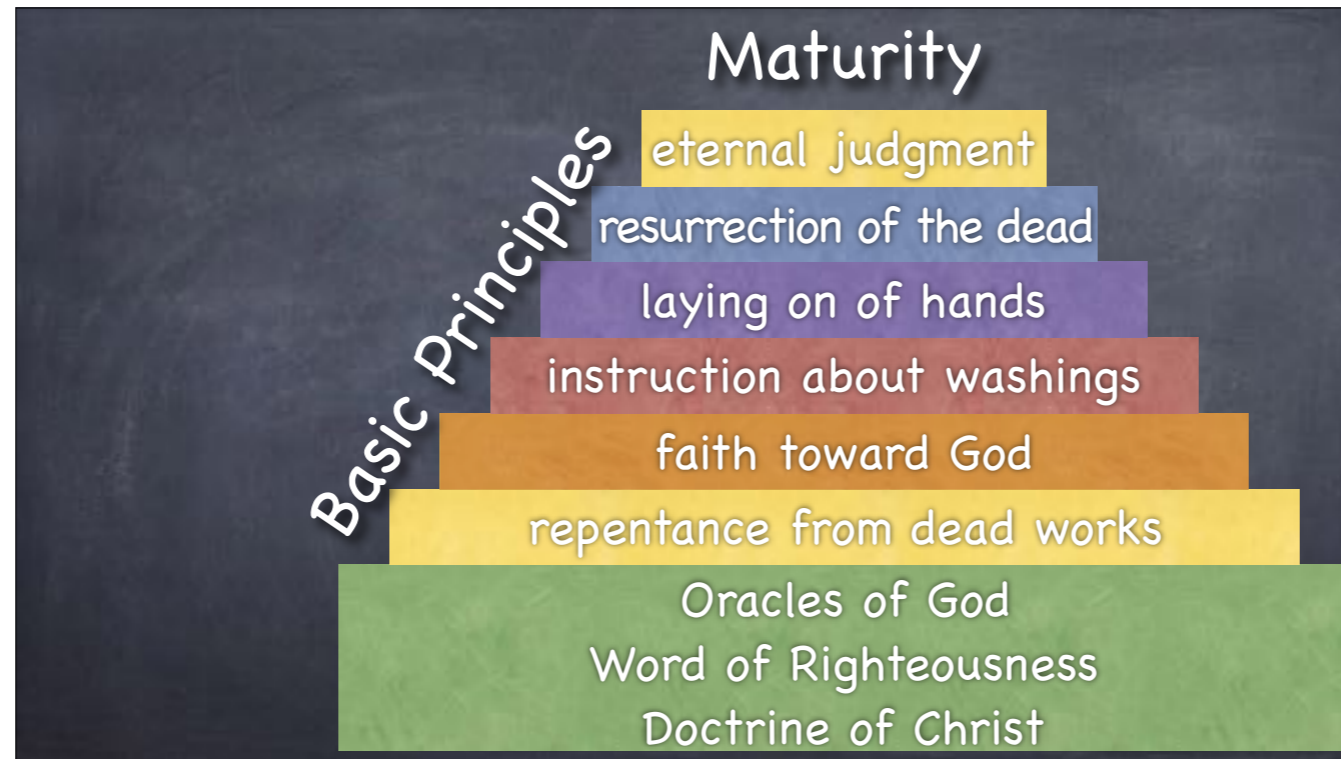 Maturity
Basic Principles
eternal judgment
resurrection of the dead
laying on of hands
instruction about washings
faith toward God
repentance from dead works
Oracles of God
Word of Righteousness
Doctrine of Christ